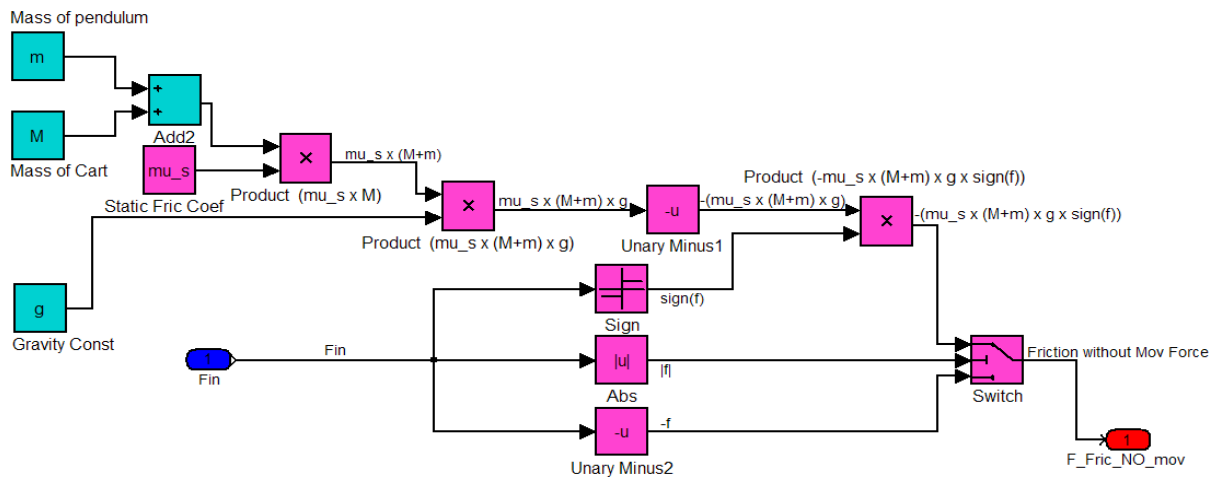 Mass of pendulum
m
+
+
Add2
M
Mass of Cart
mu_s
Static Fric Coef
×
Product (mu_s x M)
mu_s x (M+m)
×
Product (mu_s x (M+m) x g)
mu_s x (M+m) x g
-u
Unary Minus1
-(mu_s x (M+m) x g)
Product (-mu_s x (M+m) x g x sign(f))
×
-(mu_s x (M+m) x g x sign(f))
g
Gravity Const
Sign
sign(f)
1
Fin
Fin
|u|
Abs
|f|
-u
Unary Minus2
-f
Switch
Friction without Mov Force
1
F_Fric_NO_mov